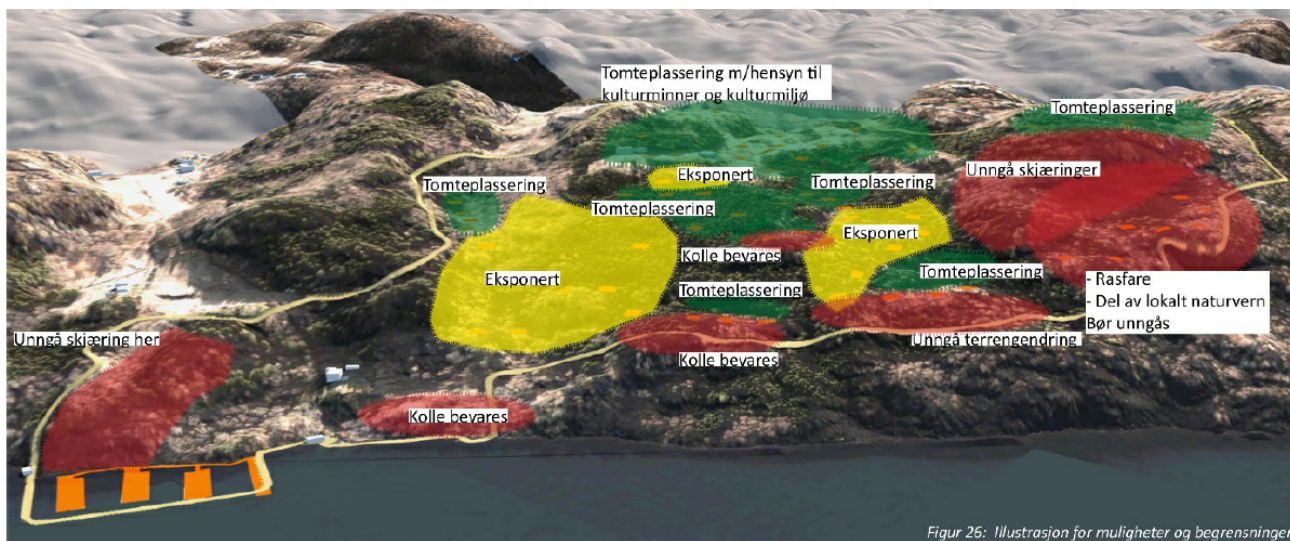 Tomteplassering m/hensyn til
kulturminner og kulturmiljø
Tomteplassering
Unngå skjæringer
Eksponert
Tomteplassering
Tomteplassering
Tomteplassering
Eksponert
Kolle bevares
Eksponert
Tomteplassering
- Rasfare
- Del av lokalt naturvern
Bør unngås
Tomteplassering
Unngå skjæring her
Unngå terrengendring
Kolle bevares
Kolle bevares
Figur 26: Illustrasjon for muligheter og begrensninger